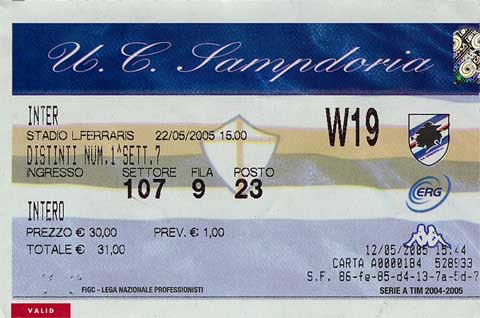 U. C. Sampdoria
INTER
STADIO L.FERRARIS 22/05/2005 15.00
W19
DISTINTI NUM.1^SETT.7
INGRESSO SETTORE FILA POSTO
107 9 23
ERG
INTERO
PREZZO € 30,00 PREV. € 1,00
TOTALE € 31,00
12/05/2005 15:44
Kappa
CARTA A0000184 528933
S.F. 86-fe-85-d4-13-7a-8d-7
FIGC - LEGA NAZIONALE PROFESSIONISTI SERIE A TIM 2004-2005
VALID